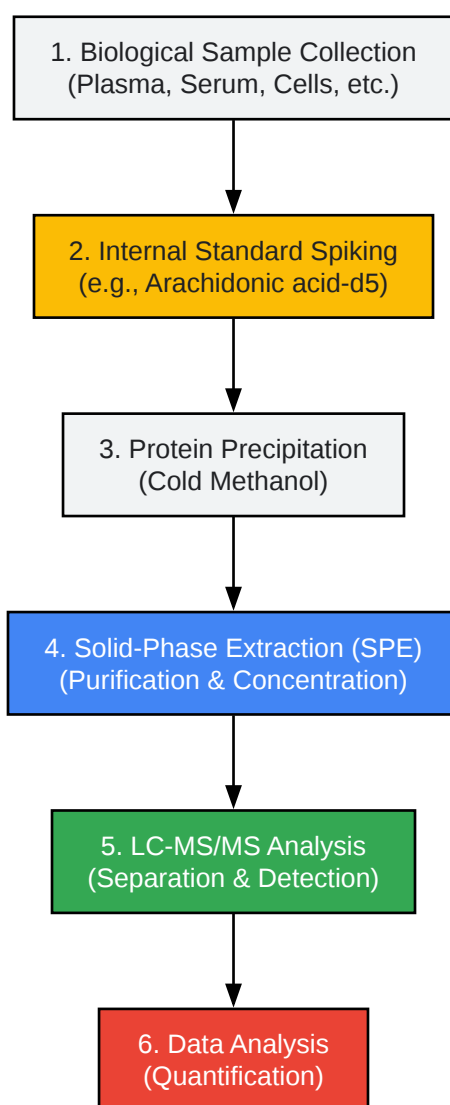 1. Biological Sample Collection
(Plasma, Serum, Cells, etc.)
2. Internal Standard Spiking
(e.g., Arachidonic acid-d5)
3. Protein Precipitation
(Cold Methanol)
4. Solid-Phase Extraction (SPE)
(Purification & Concentration)
5. LC-MS/MS Analysis
(Separation & Detection)
6. Data Analysis
(Quantification)